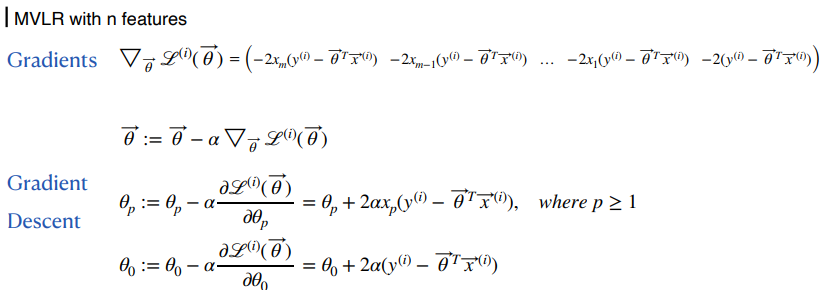 MVLR with n features
Gradients ∇_θ⃗ ℒ^(i)(θ⃗) = (−2x_m(y^(i) − θ⃗^T x⃗^(i)) −2x_{m−1}(y^(i) − θ⃗^T x⃗^(i)) … −2x_1(y^(i) − θ⃗^T x⃗^(i)) −2(y^(i) − θ⃗^T x⃗^(i)))
θ⃗ := θ⃗ − α ∇_θ⃗ ℒ^(i)(θ⃗)
Gradient
Descent
θ_p := θ_p − α ∂ℒ^(i)(θ⃗)/∂θ_p = θ_p + 2αx_p(y^(i) − θ⃗^T x⃗^(i)), where p ≥ 1
θ_0 := θ_0 − α ∂ℒ^(i)(θ⃗)/∂θ_0 = θ_0 + 2α(y^(i) − θ⃗^T x⃗^(i))